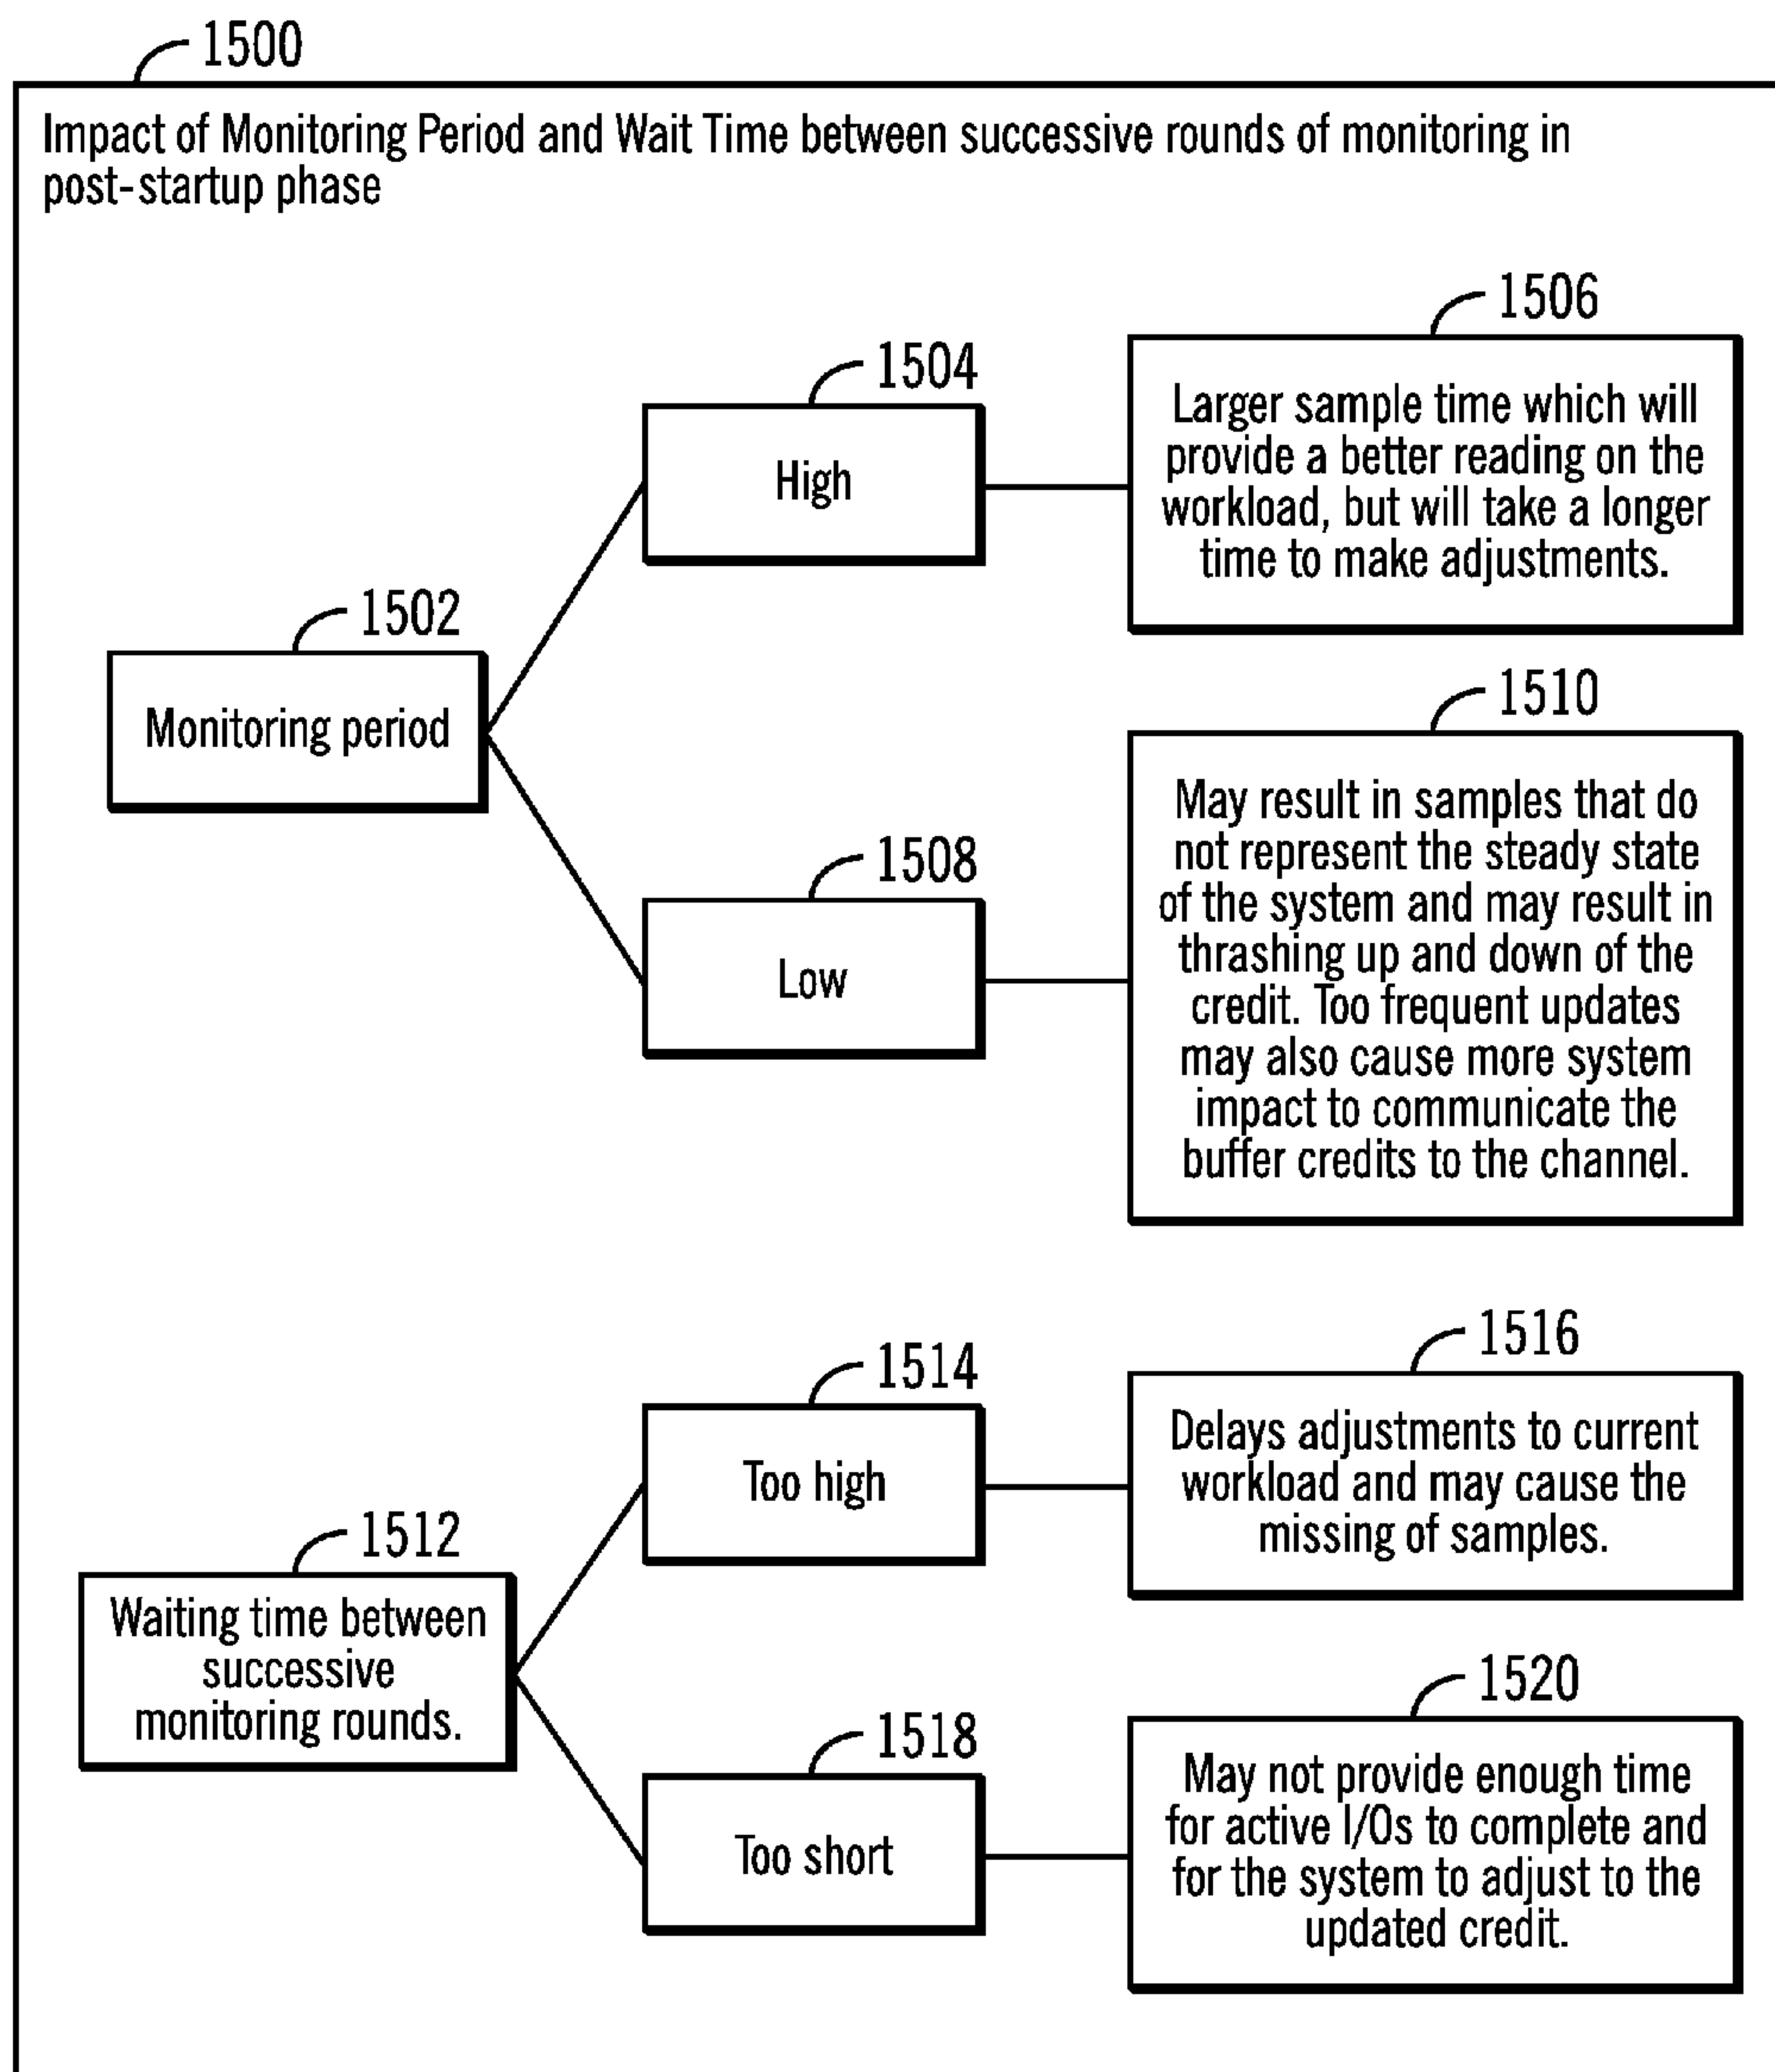 1500
Impact of Monitoring Period and Wait Time between successive rounds of monitoring in
post-startup phase
1506
1504
Larger sample time which will
provide a better reading on the
workload, but will take a longer
time to make adjustments.
High
1502
Monitoring period
1510
May result in samples that do
not represent the steady state
of the system and may result in
thrashing up and down of the
credit. Too frequent updates
may also cause more system
impact to communicate the
buffer credits to the channel.
1508
Low
1516
1514
Delays adjustments to current
workload and may cause the
missing of samples.
Too high
1512
Waiting time between
successive
monitoring rounds.
1520
1518
May not provide enough time
for active I/Os to complete and
for the system to adjust to the
updated credit.
Too short